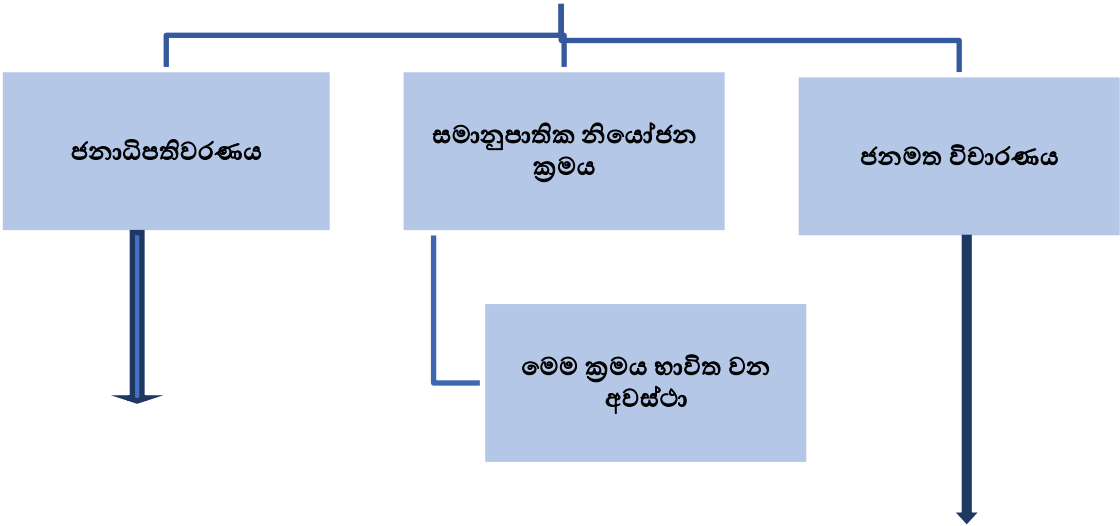 ජනාධිපතිවරණය
සමානුපාතික නියෝජන
ක්‍රමය
ජනමත විචාරණය
මෙම ක්‍රමය භාවිත වන
අවස්ථා